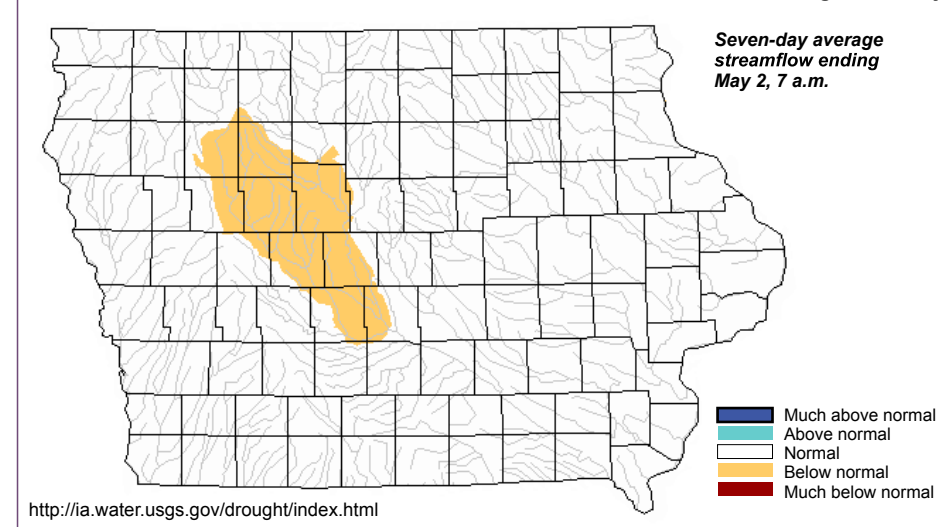 Seven-day average
streamflow ending
May 2, 7 a.m.
Much above normal
Above normal
Normal
Below normal
Much below normal
http://ia.water.usgs.gov/drought/index.html